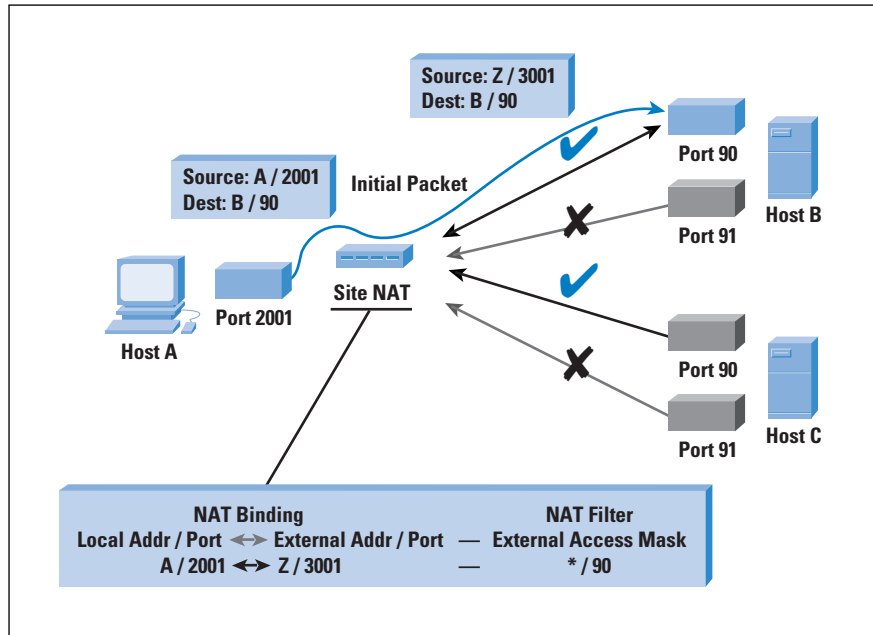 Source: Z / 3001
Dest: B / 90
Source: A / 2001
Dest: B / 90
Initial Packet
Port 90
Host B
Port 91
Site NAT
Port 2001
Host A
Port 90
Host C
Port 91
NAT Binding NAT Filter
Local Addr / Port External Addr / Port — External Access Mask
A / 2001 Z / 3001 — * / 90